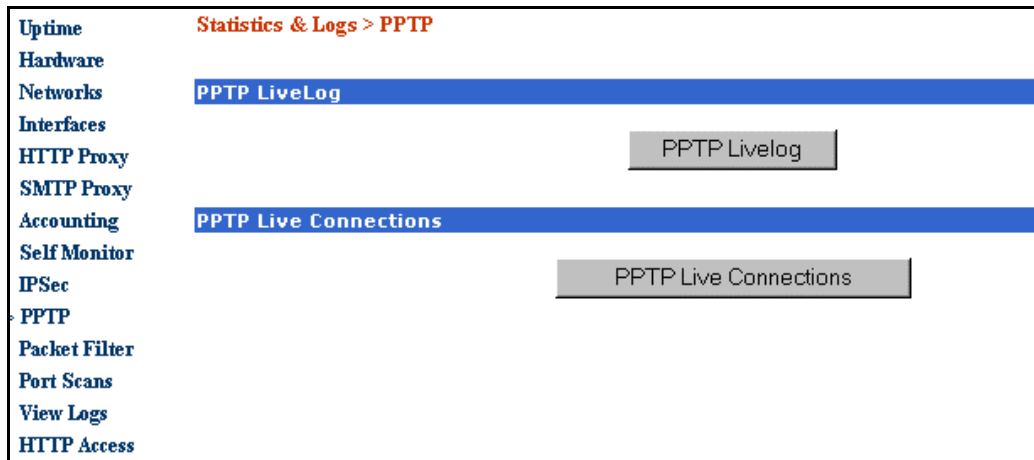 Uptime
Hardware
Networks
Interfaces
HTTP Proxy
SMTP Proxy
Accounting
Self Monitor
IPSec
PPTP
Packet Filter
Port Scans
View Logs
HTTP Access
Statistics & Logs > PPTP
PPTP LiveLog
PPTP Livelog
PPTP Live Connections
PPTP Live Connections